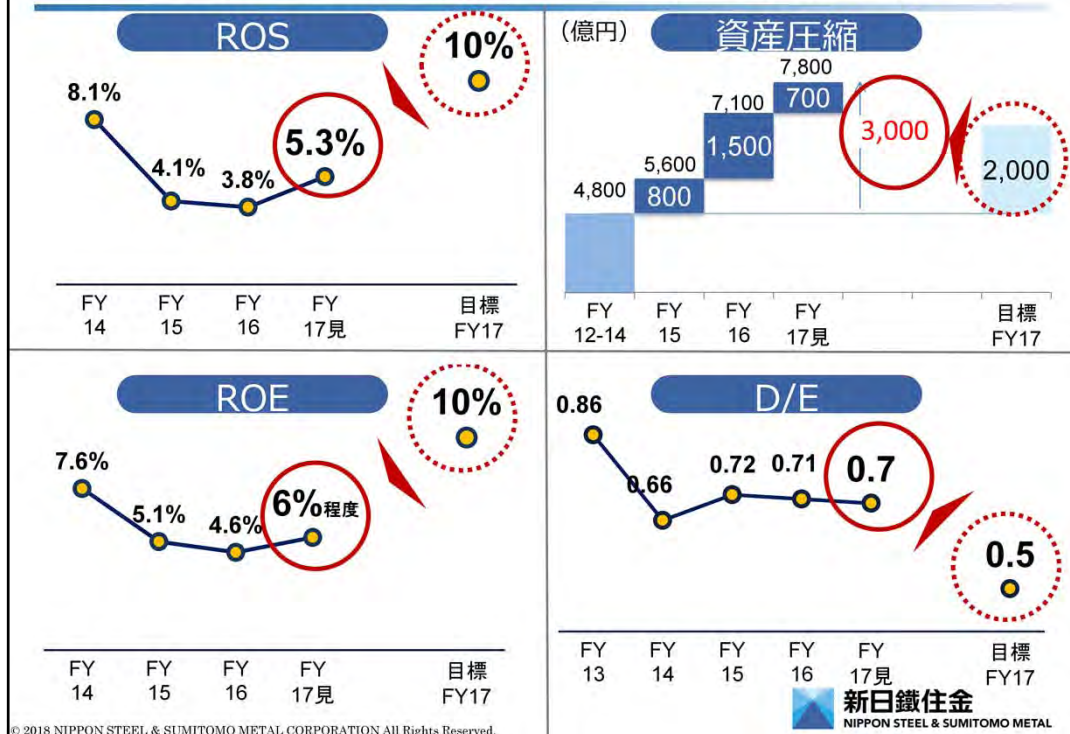 ROS
10%
8.1%
4.1%
3.8%
5.3%
FY
14
FY
15
FY
16
FY
17見
目標
FY17
(億円)
資産圧縮
7,800
700
7,100
1,500
5,600
800
4,800
3,000
2,000
FY
12-14
FY
15
FY
16
FY
17見
目標
FY17
ROE
10%
7.6%
5.1%
4.6%
6%程度
FY
14
FY
15
FY
16
FY
17見
目標
FY17
D/E
0.86
0.66
0.72
0.71
0.7
0.5
FY
13
FY
14
FY
15
FY
16
FY
17見
目標
FY17
新日鐵住金
NIPPON STEEL & SUMITOMO METAL
© 2018 NIPPON STEEL & SUMITOMO METAL CORPORATION All Rights Reserved.